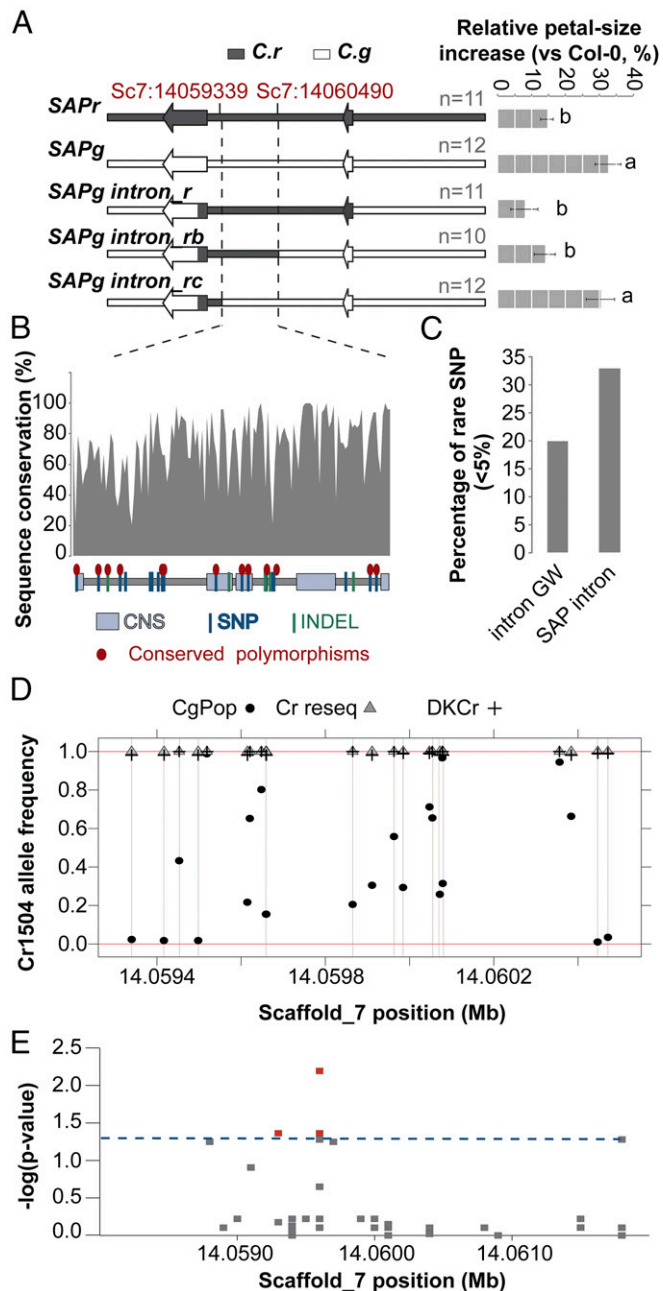 A
Relative petal-size
increase (vs Col-0, %)
C.r C.g
0 10 20 30 40
Sc7:14059339 Sc7:14060490
SAPr n=11 b
SAPg n=12 a
SAPg intron_r n=11 b
SAPg intron_rb n=10 b
SAPg intron_rc n=12 a
B
Sequence conservation (%)
100
80
60
40
20
0
CNS SNP INDEL
Conserved polymorphisms
C
Percentage of rare SNP
(<5%)
35
30
25
20
15
10
5
0
intron GW
SAP intron
D
CgPop Cr reseq DKCr
Cr1504 allele frequency
1.0
0.8
0.6
0.4
0.2
0.0
14.0594 14.0598 14.0602
Scaffold_7 position (Mb)
E
-log(p-value)
2.5
2.0
1.5
1.0
0.5
0.0
14.0590 14.0600 14.0610
Scaffold_7 position (Mb)